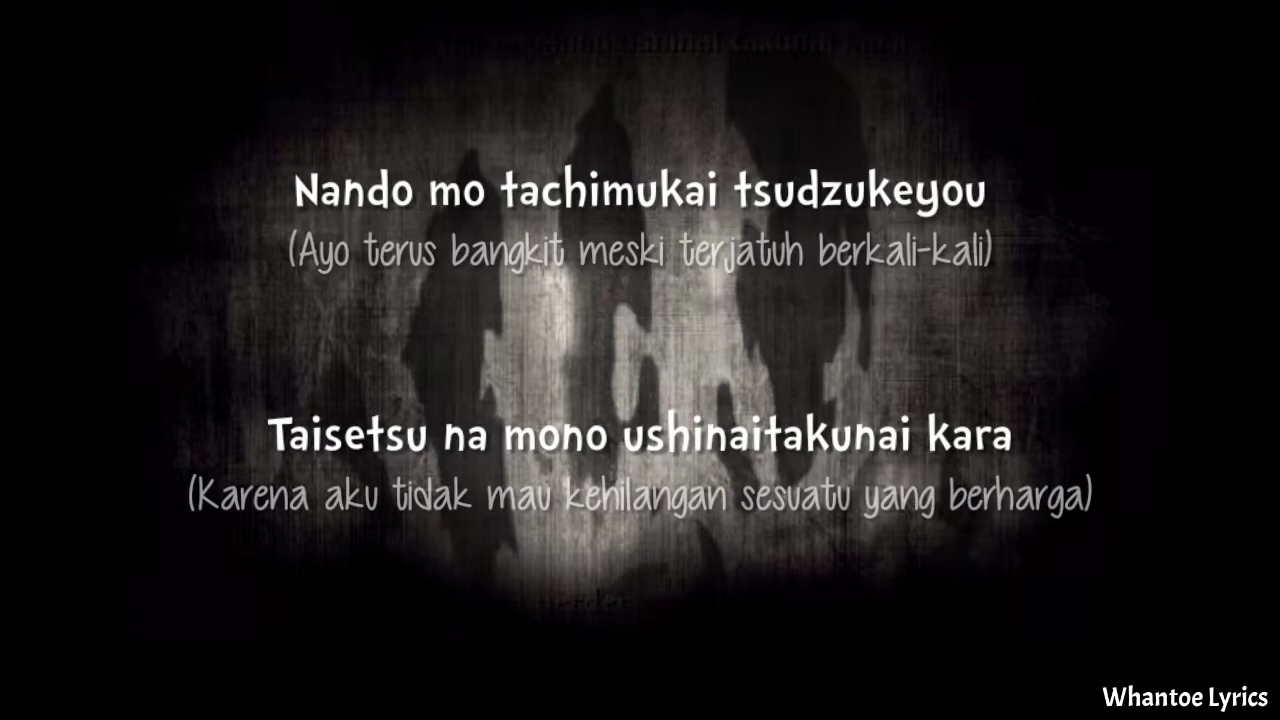 Nando mo tachimukai tsudzukeyou
(Ayo terus bangkit meski terjatuh berkali-kali)
Taisetsu na mono ushinaitakunai kara
(Karena aku tidak mau kehilangan sesuatu yang berharga)
Whantoe Lyrics